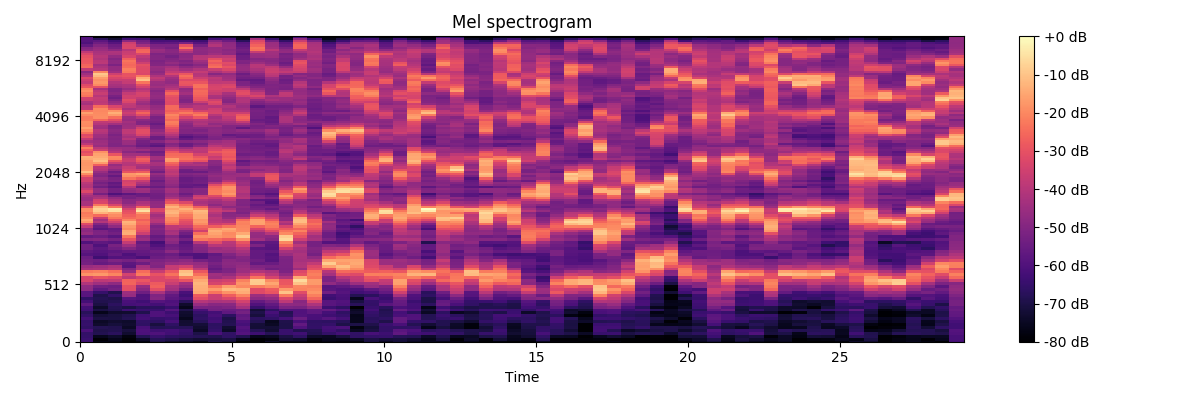 Mel spectrogram
Hz
8192
4096
2048
1024
512
0
0 5 10 15 20 25
Time
+0 dB
-10 dB
-20 dB
-30 dB
-40 dB
-50 dB
-60 dB
-70 dB
-80 dB